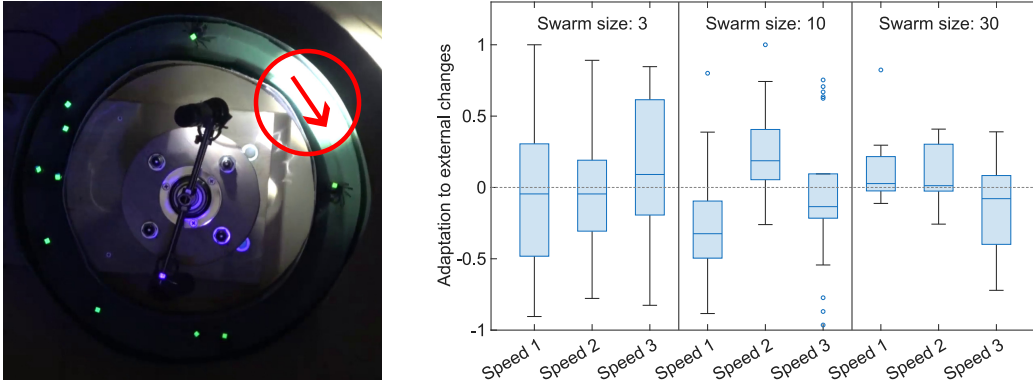 Swarm size: 3 Swarm size: 10 Swarm size: 30
Adaptation to external changes
1
0.5
0
-0.5
-1
Speed 1 Speed 2 Speed 3 Speed 1 Speed 2 Speed 3 Speed 1 Speed 2 Speed 3